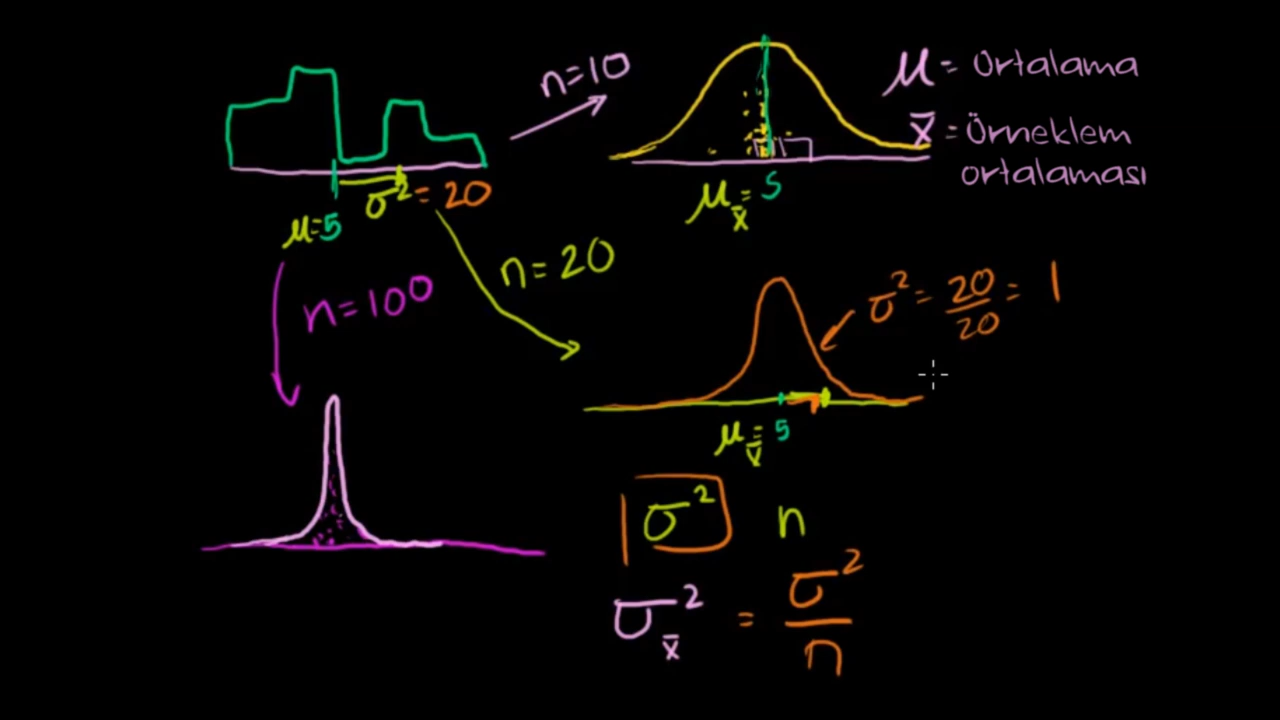 n=10
μ = Ortalama
x̄ = Örneklem
ortalaması
σ² = 20
μ=5
μx̄ = 5
n=20
n=100
σ² = 20/20 = 1
μx̄ = 5
σ² n
σx̄² = σ²/n